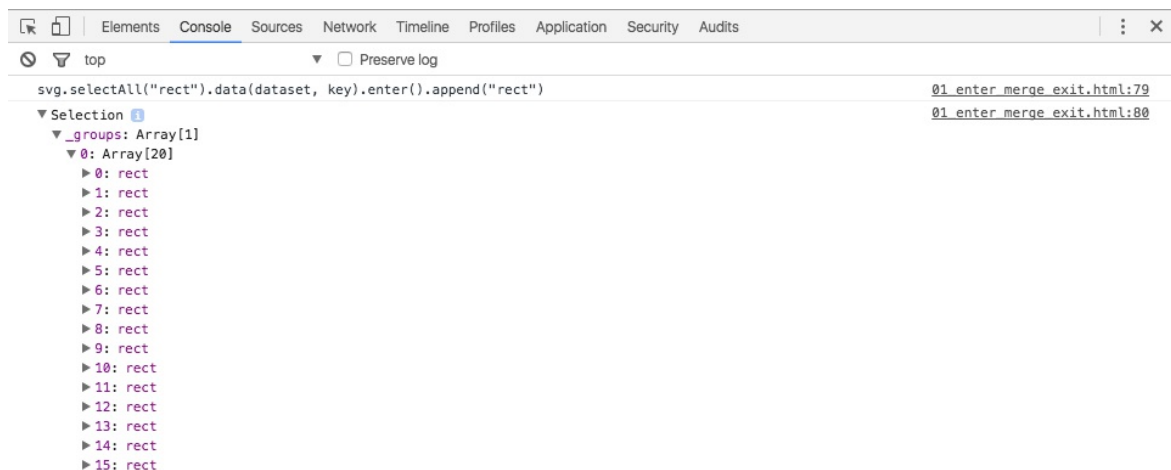 Elements Console Sources Network Timeline Profiles Application Security Audits
top Preserve log
svg.selectAll("rect").data(dataset, key).enter().append("rect") 01_enter_merge_exit.html:79
Selection i 01_enter_merge_exit.html:80
_groups: Array[1]
0: Array[20]
0: rect
1: rect
2: rect
3: rect
4: rect
5: rect
6: rect
7: rect
8: rect
9: rect
10: rect
11: rect
12: rect
13: rect
14: rect
15: rect